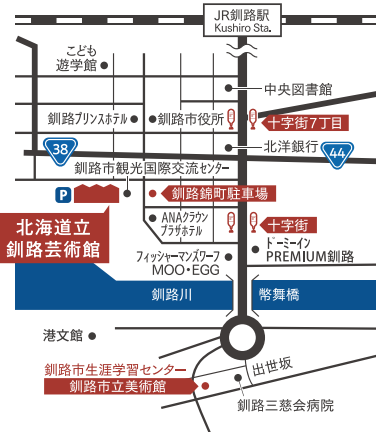 JR釧路駅
Kushiro Sta.
こども
遊学館
中央図書館
釧路プリンスホテル
釧路市役所
十字街7丁目
38
北洋銀行
44
釧路市観光国際交流センター
P
釧路錦町駐車場
北海道立
釧路芸術館
ANAクラウン
プラザホテル
十字街
フィッシャーマンズワーフ
MOO・EGG
ドーミーイン
PREMIUM釧路
釧路川
幣舞橋
港文館
釧路市生涯学習センター
釧路市立美術館
出世坂
釧路三慈会病院